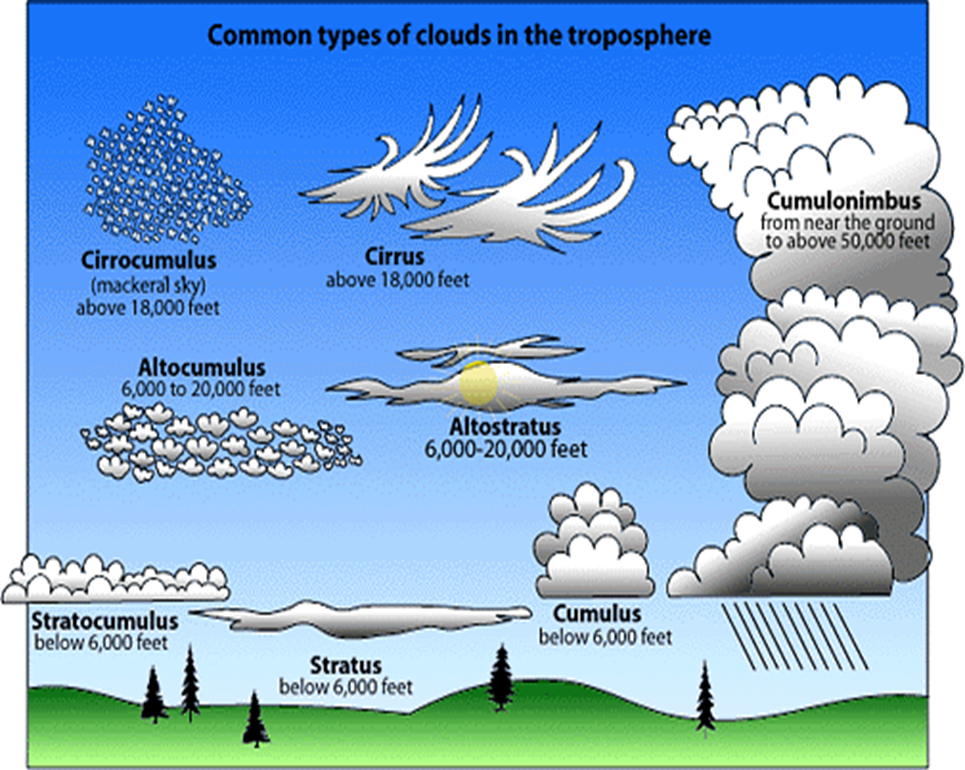 Common types of clouds in the troposphere
Cirrocumulus
(mackeral sky)
above 18,000 feet
Cirrus
above 18,000 feet
Cumulonimbus
from near the ground
to above 50,000 feet
Altocumulus
6,000 to 20,000 feet
Altostratus
6,000-20,000 feet
Stratocumulus
below 6,000 feet
Stratus
below 6,000 feet
Cumulus
below 6,000 feet